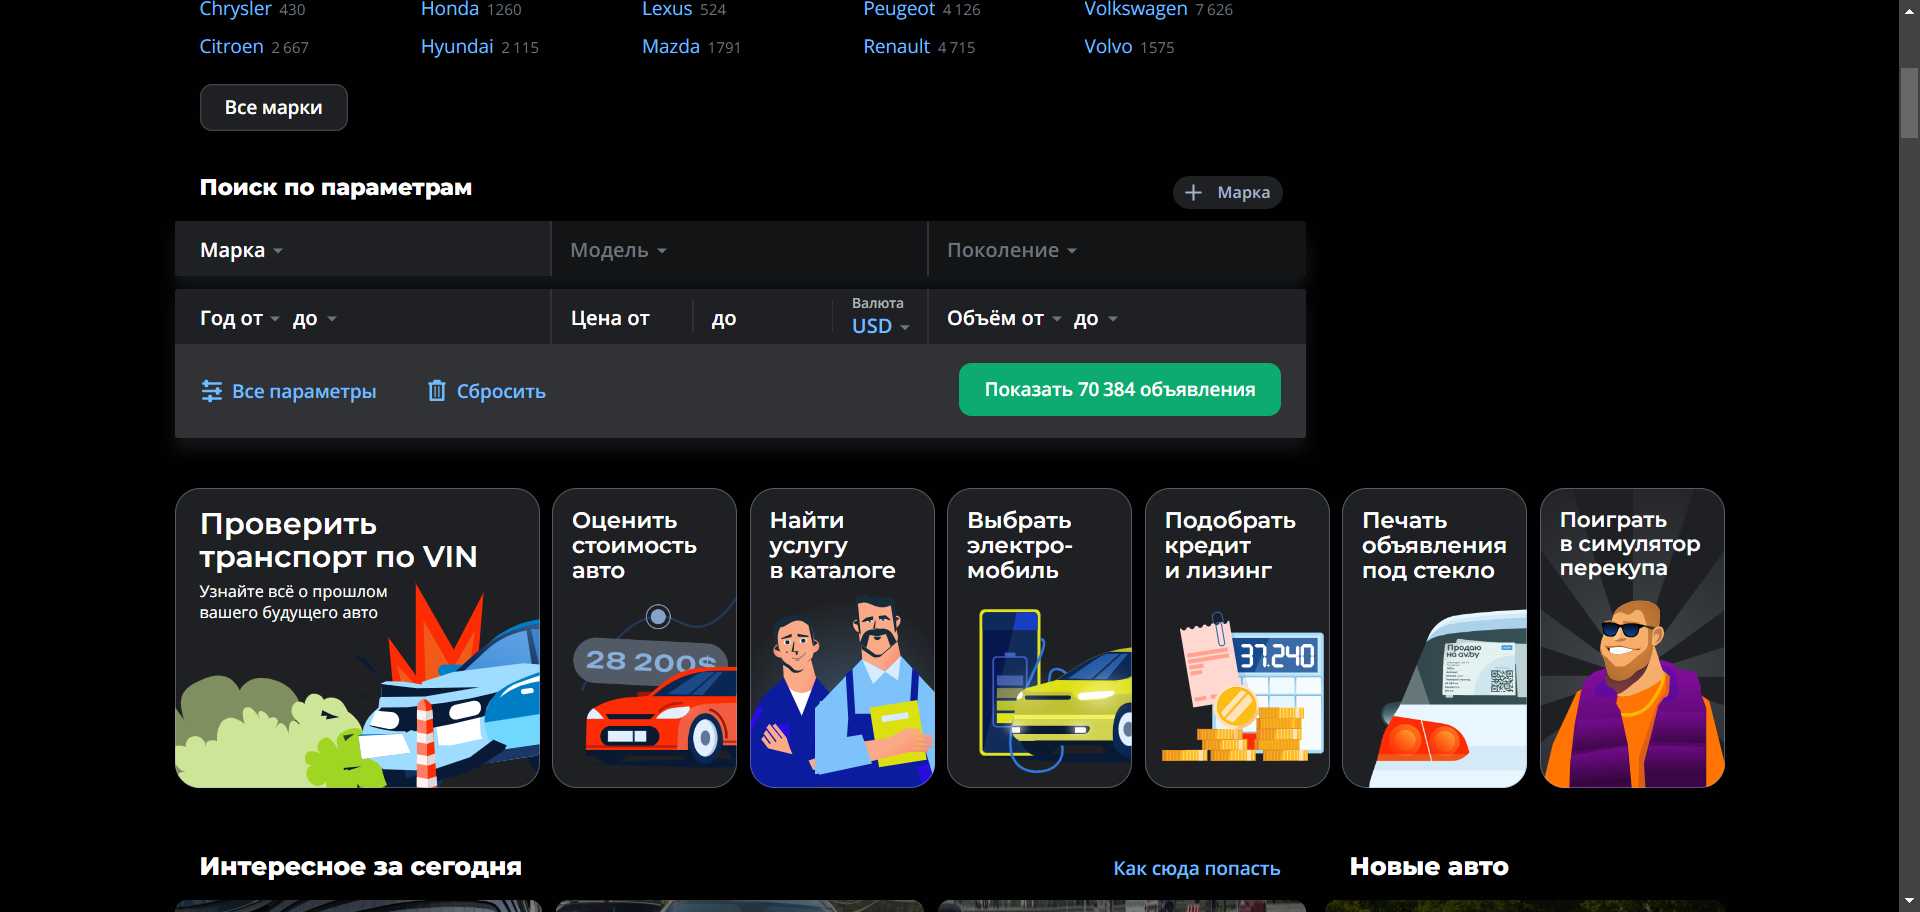 Chrysler 430 Honda 1260 Lexus 524 Peugeot 4 126 Volkswagen 7 626
Citroen 2 667 Hyundai 2 115 Mazda 1791 Renault 4 715 Volvo 1575
Все марки
Поиск по параметрам
Марка
Марка
Модель
Поколение
Год от до
Цена от до
Валюта
USD
Объём от до
Все параметры
Сбросить
Показать 70 384 объявления
Проверить
транспорт по VIN
Узнайте всё о прошлом
вашего будущего авто
Оценить
стоимость
авто
28 200$
Найти
услугу
в каталоге
Выбрать
электро-
мобиль
Подобрать
кредит
и лизинг
37.240
Печать
объявления
под стекло
Продаю
на av.by
Поиграть
в симулятор
перекупа
Интересное за сегодня
Как сюда попасть
Новые авто